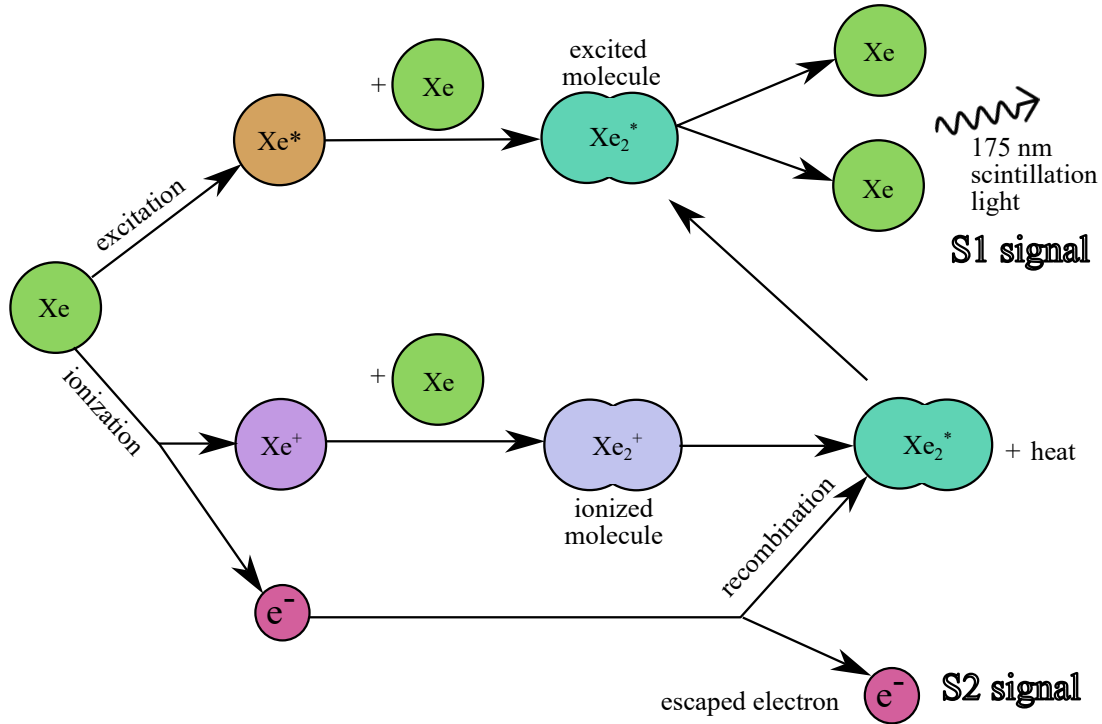 Xe
excitation
Xe*
+ Xe
excited
molecule
Xe₂*
Xe
Xe
175 nm
scintillation
light
S1 signal
ionization
Xe⁺
+ Xe
Xe₂⁺
ionized
molecule
Xe₂*
+ heat
e⁻
recombination
escaped electron
e⁻
S2 signal